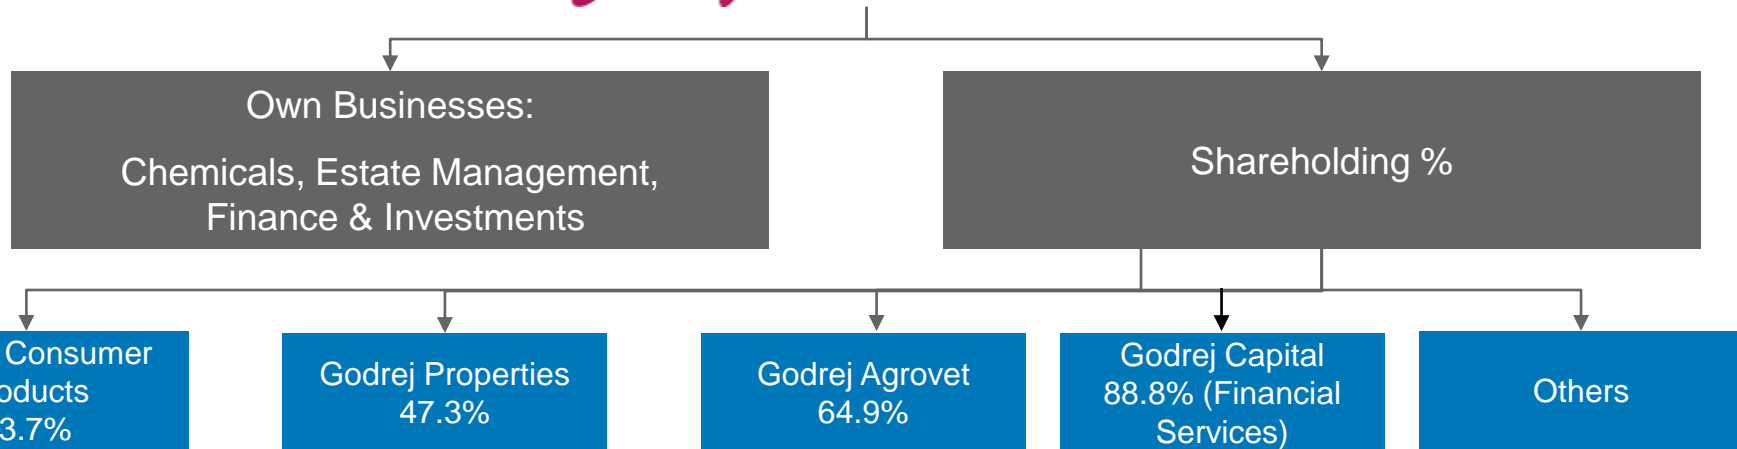 Own Businesses:
Chemicals, Estate Management,
Finance & Investments
Shareholding %
Consumer
3.7%
Godrej Properties
47.3%
Godrej Agrovet
64.9%
Godrej Capital
88.8% (Financial
Services)
Others